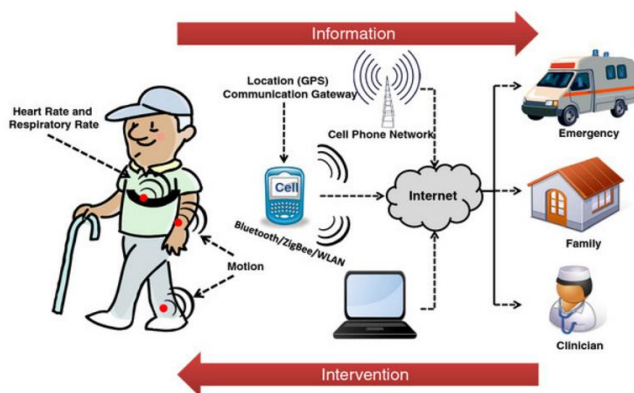 Information
Location (GPS)
Communication Gateway
Heart Rate and
Respiratory Rate
Cell Phone Network
Emergency
Cell
Internet
Bluetooth/ZigBee/WLAN
Family
Motion
Clinician
Intervention